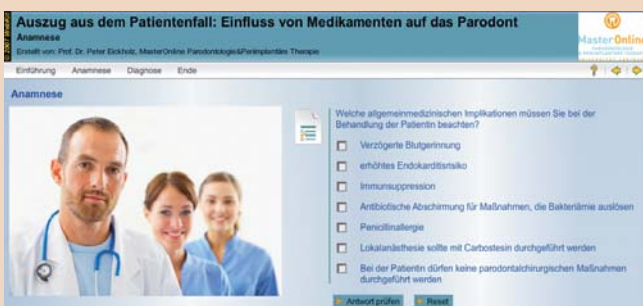 Auszug aus dem Patientenfall: Einfluss von Medikamenten auf das Parodont
Anamnese
Erstellt von: Prof. Dr. Peter Eickholz, MasterOnline Parodontologie&Periimplantäre Therapie
MasterOnline
Einführung Anamnese Diagnose Ende
Anamnese
Welche allgemeinmedizinischen Implikationen müssen Sie bei der
Behandlung der Patientin beachten?
Verzögerte Blutgerinnung
erhöhtes Endokarditisrisiko
Immunsuppression
Antibiotische Abschirmung für Maßnahmen, die Bakteriämie auslösen
Penicillinallergie
Lokalanästhesie sollte mit Carbostesin durchgeführt werden
Bei der Patientin dürfen keine parodontalchirurgischen Maßnahmen
durchgeführt werden
Antwort prüfen Reset